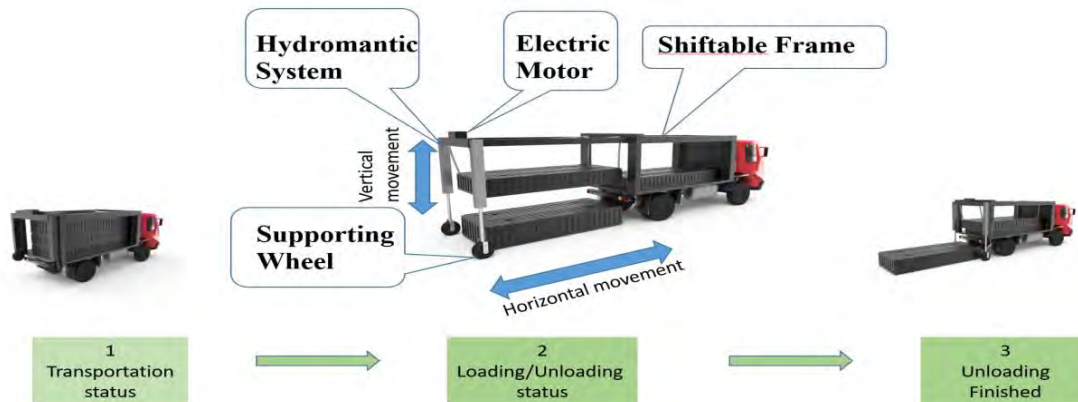 Hydromantic
System
Electric
Motor
Shiftable Frame
Vertical
movement
Supporting
Wheel
Horizontal movement
1
Transportation
status
2
Loading/Unloading
status
3
Unloading
Finished